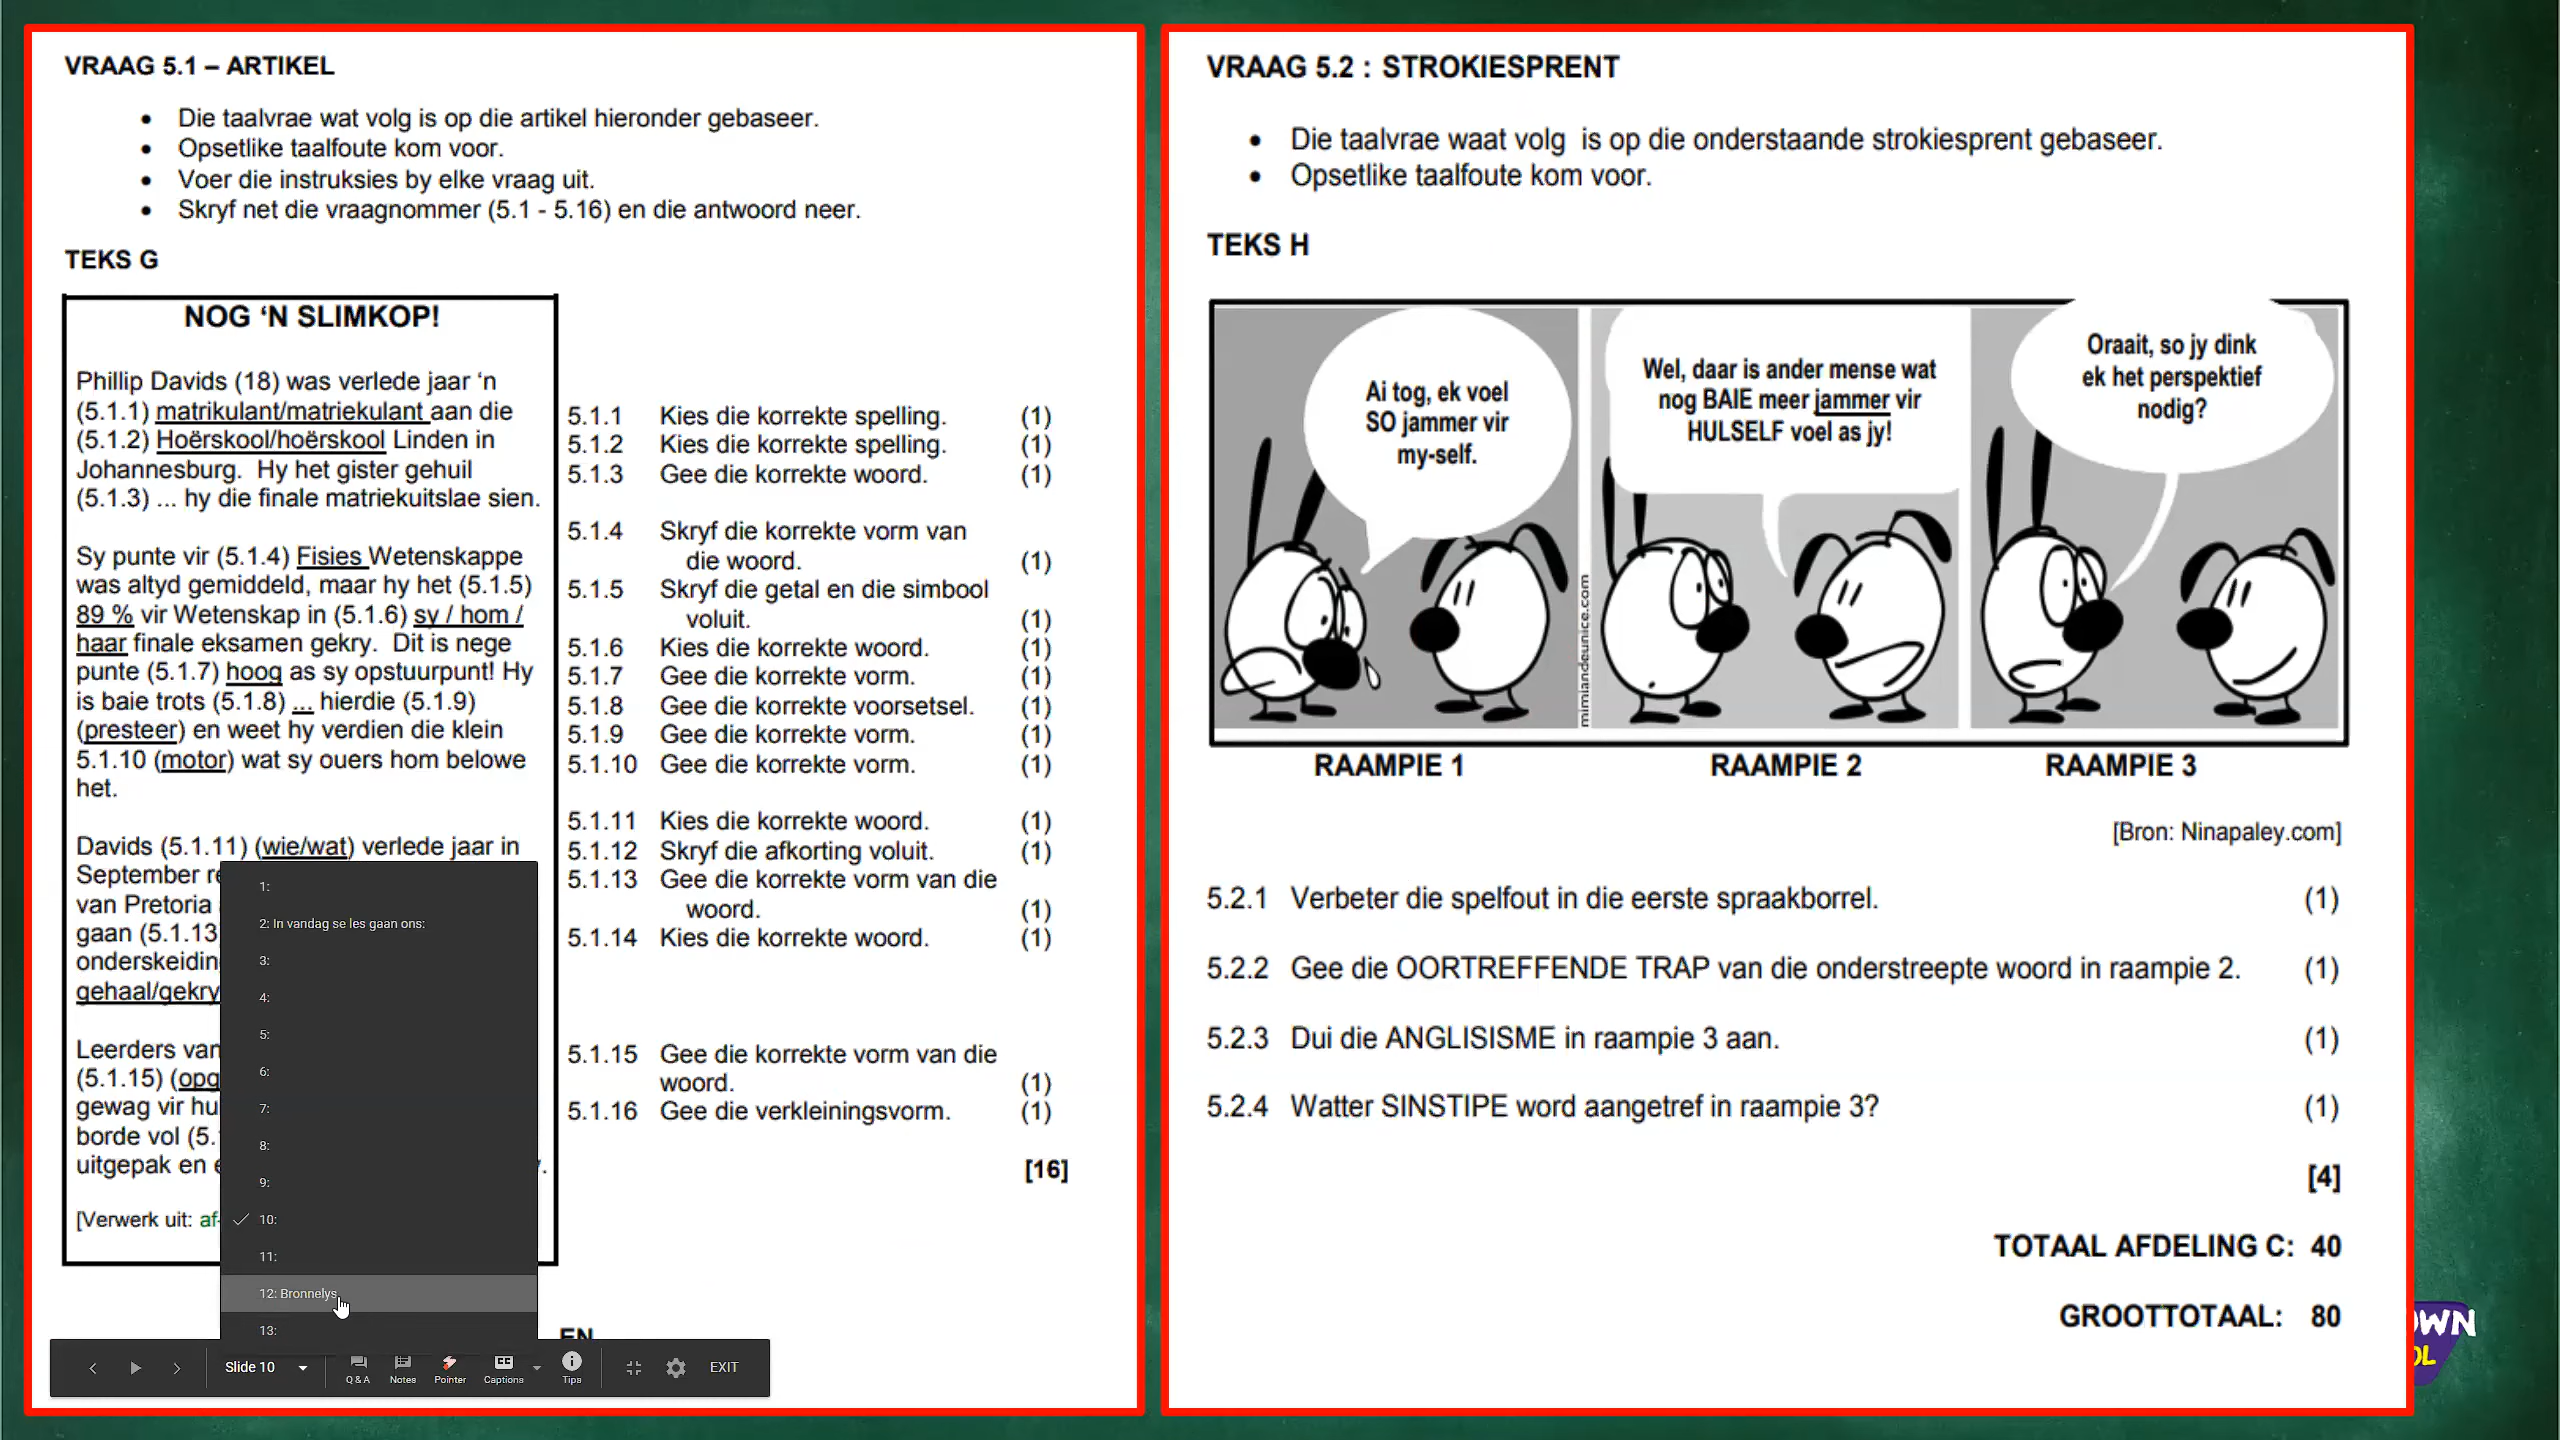 VRAAG 5.1 – ARTIKEL
• Die taalvrae wat volg is op die artikel hieronder gebaseer.
• Opsetlike taalfoute kom voor.
• Voer die instruksies by elke vraag uit.
• Skryf net die vraagnommer (5.1 - 5.16) en die antwoord neer.
TEKS G
NOG ‘N SLIMKOP!
Phillip Davids (18) was verlede jaar ‘n
(5.1.1) matrikulant/matriekulant aan die
(5.1.2) Hoërskool/hoërskool Linden in
Johannesburg. Hy het gister gehuil
(5.1.3) ... hy die finale matriekuitslae sien.
Sy punte vir (5.1.4) Fisies Wetenskappe
was altyd gemiddeld, maar hy het (5.1.5)
89 % vir Wetenskap in (5.1.6) sy / hom /
haar finale eksamen gekry. Dit is nege
punte (5.1.7) hoog as sy opstuurpunt! Hy
is baie trots (5.1.8) ... hierdie (5.1.9)
(presteer) en weet hy verdien die klein
5.1.10 (motor) wat sy ouers hom belowe
het.
Davids (5.1.11) (wie/wat) verlede jaar in
September
van Pretoria
gaan (5.1.13
gehaal/gekry
Leerders van
(5.1.15)
gewag vir
borde vol (5.
uitgepak en
[Verwerk uit:
5.1.1 Kies die korrekte spelling. (1)
5.1.2 Kies die korrekte spelling. (1)
5.1.3 Gee die korrekte woord. (1)
5.1.4 Skryf die korrekte vorm van
die woord. (1)
5.1.5 Skryf die getal en die simbool
voluit. (1)
5.1.6 Kies die korrekte woord. (1)
5.1.7 Gee die korrekte vorm. (1)
5.1.8 Gee die korrekte voorsetsel. (1)
5.1.9 Gee die korrekte vorm. (1)
5.1.10 Gee die korrekte vorm. (1)
5.1.11 Kies die korrekte woord. (1)
5.1.12 Skryf die afkorting voluit. (1)
5.1.13 Gee die korrekte vorm van die
woord. (1)
5.1.14 Kies die korrekte woord. (1)
5.1.15 Gee die korrekte vorm van die
woord. (1)
5.1.16 Gee die verkleiningsvorm. (1)
[16]
1:
2: In vandag se les gaan ons:
3:
4:
5:
6:
7:
8:
9:
10:
11:
12: Bronnelys
13:
Slide 10
Q & A
Notes
Pointer
CC
Captions
Tips
EXIT
VRAAG 5.2 : STROKIESPRENT
• Die taalvrae waat volg is op die onderstaande strokiesprent gebaseer.
• Opsetlike taalfoute kom voor.
TEKS H
Ai tog, ek voel
SO jammer vir
my-self.
Wel, daar is ander mense wat
nog BAIE meer jammer vir
HULSELF voel as jy!
Oraait, so jy dink
ek het perspektief
nodig?
mimiandeunice.com
RAAMPIE 1
RAAMPIE 2
RAAMPIE 3
[Bron: Ninapaley.com]
5.2.1 Verbeter die spelfout in die eerste spraakborrel. (1)
5.2.2 Gee die OORTREFFENDE TRAP van die onderstreepte woord in raampie 2. (1)
5.2.3 Dui die ANGLISISME in raampie 3 aan. (1)
5.2.4 Watter SINSTIPE word aangetref in raampie 3? (1)
[4]
TOTAAL AFDELING C: 40
GROOTTOTAAL: 80